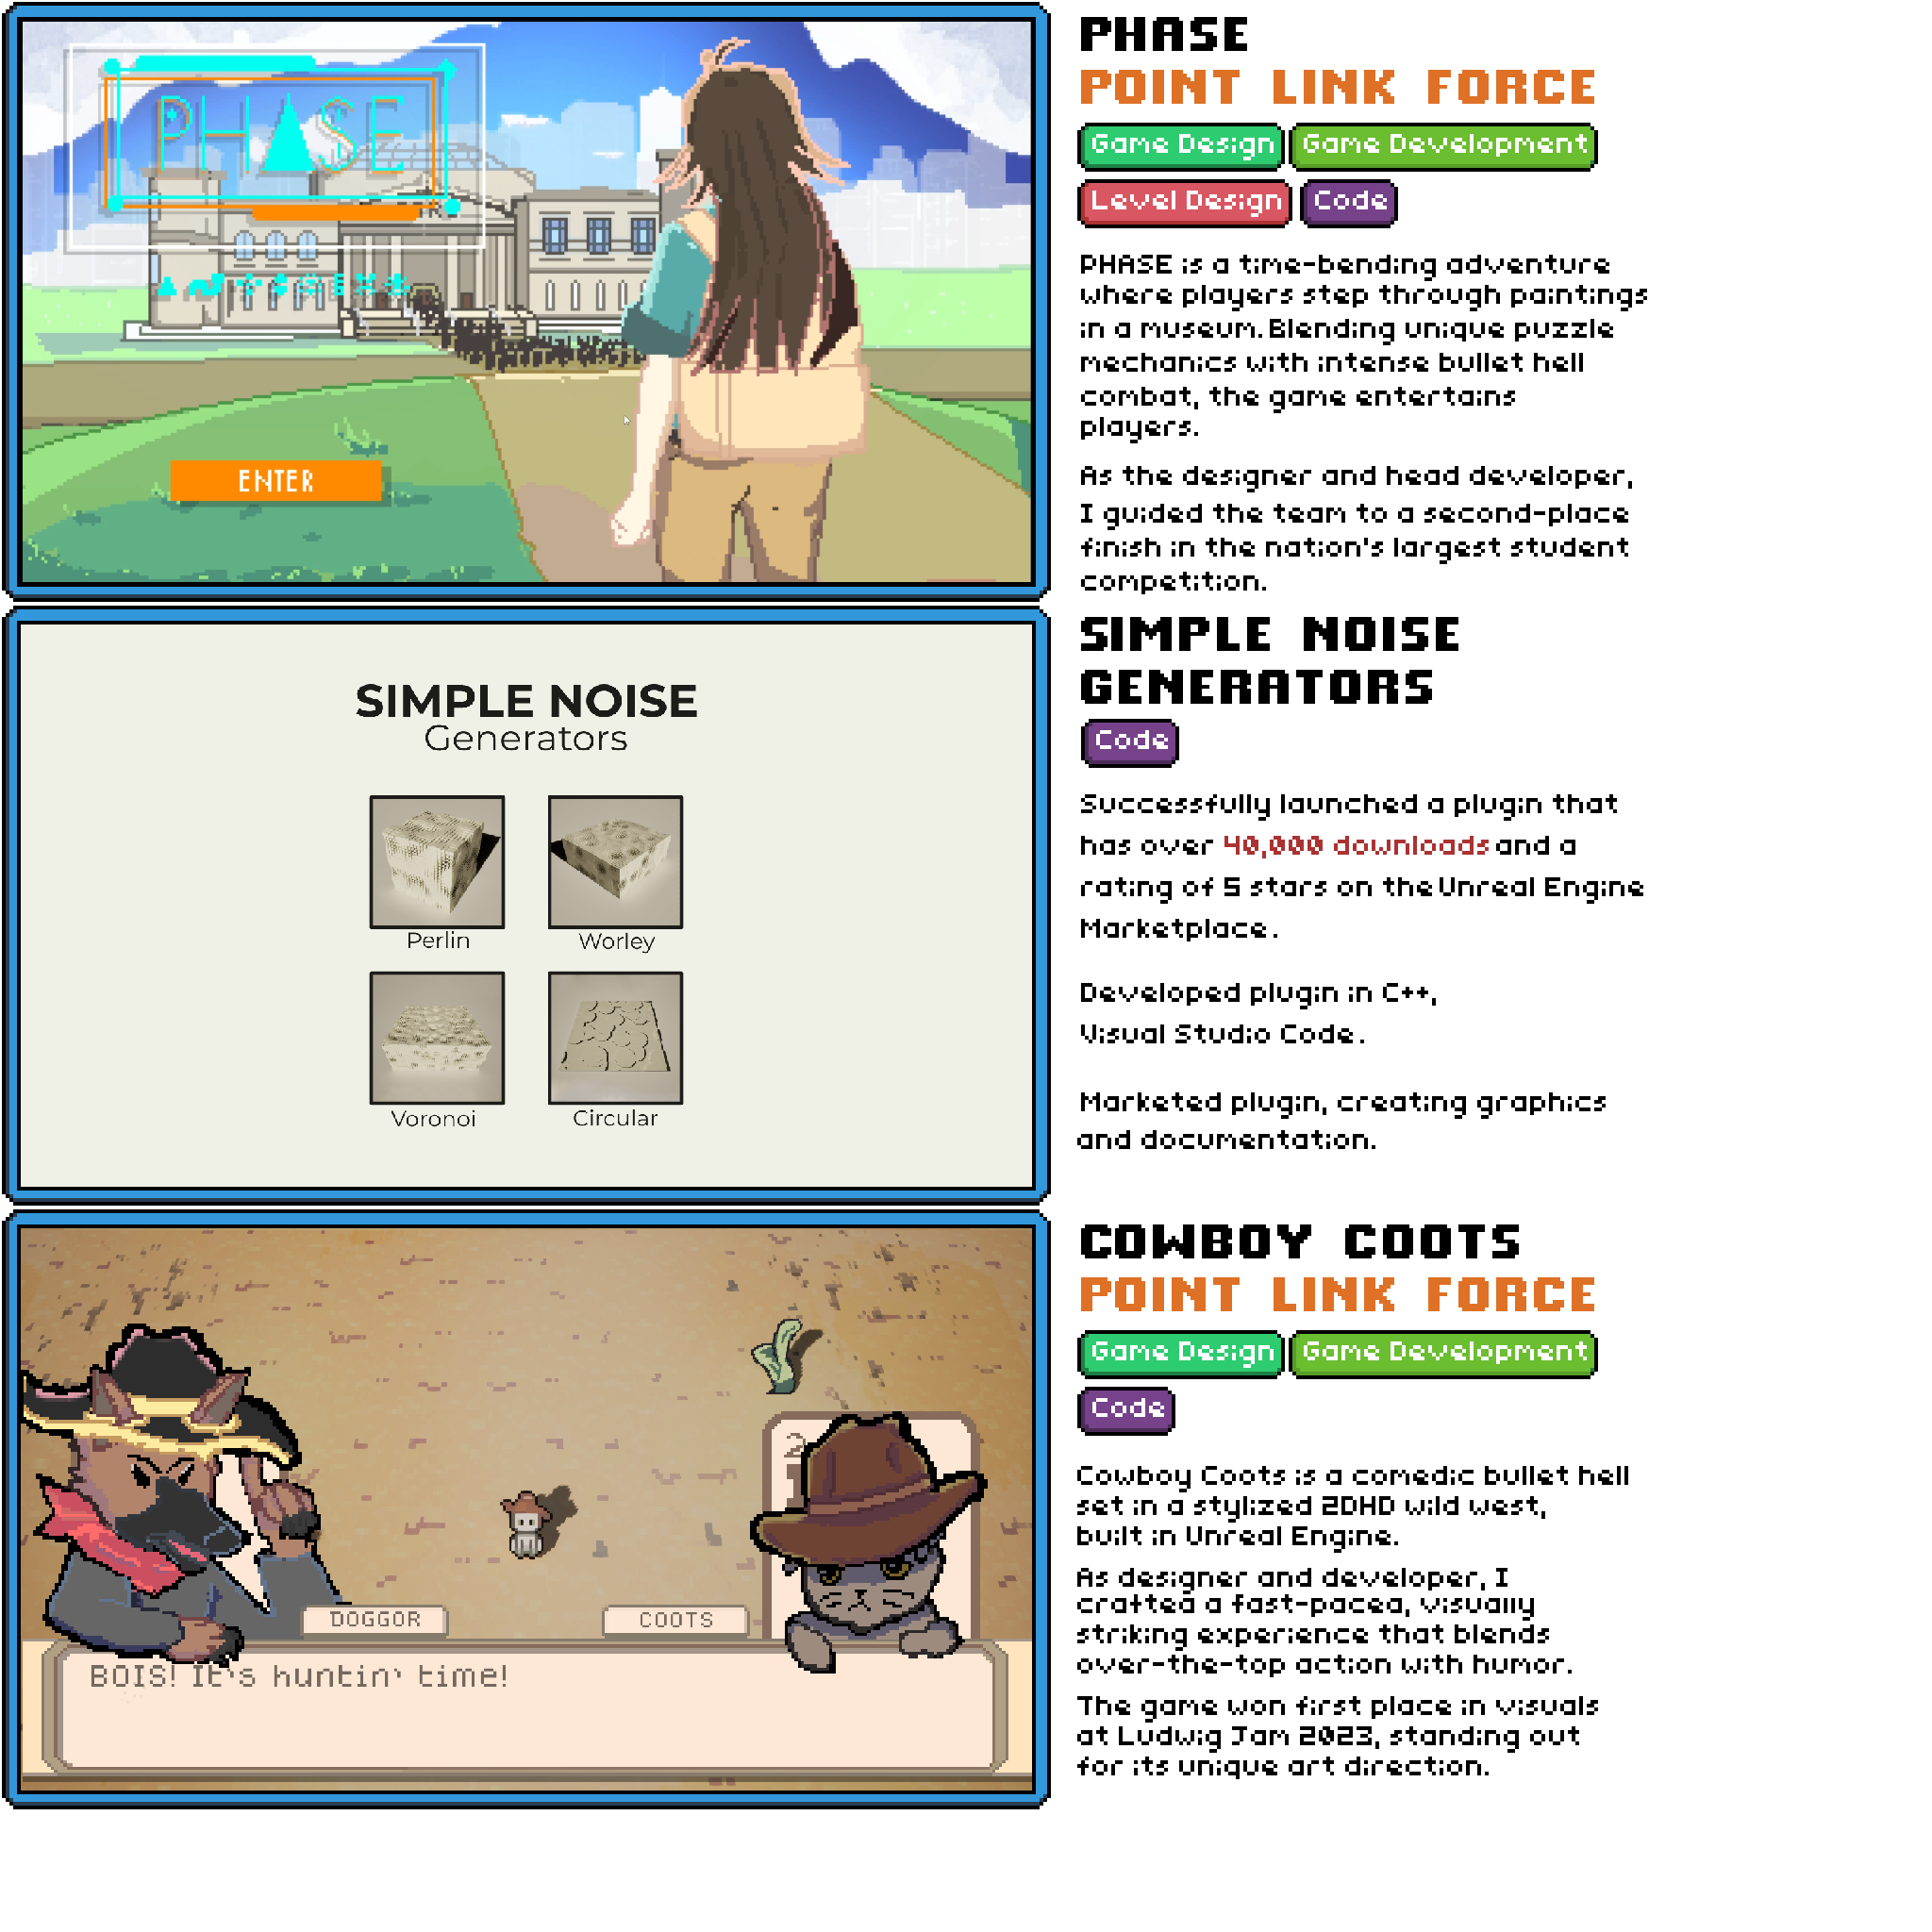 PHASE
ENTER
PHASE
POINT LINK FORCE
Game Design
Game Development
Level Design
Code
PHASE is a time-bending adventure
where players step through paintings
in a museum. Blending unique puzzle
mechanics with intense bullet hell
combat, the game entertains
players.
As the designer and head developer,
I guided the team to a second-place
finish in the nation's largest student
competition.
SIMPLE NOISE
Generators
Perlin
Worley
Voronoi
Circular
SIMPLE NOISE
GENERATORS
Code
Successfully launched a plugin that
has over 40,000 downloads and a
rating of 5 stars on the Unreal Engine
Marketplace.
Developed plugin in C++,
Visual Studio Code.
Marketed plugin, creating graphics
and documentation.
DOGGOR
COOTS
BOIS! It's huntin' time!
COWBOY COOTS
POINT LINK FORCE
Game Design
Game Development
Code
Cowboy Coots is a comedic bullet hell
set in a stylized 2DHD wild west,
built in Unreal Engine.
As designer and developer, I
crafted a fast-paced, visually
striking experience that blends
over-the-top action with humor.
The game won first place in visuals
at Ludwig Jam 2023, standing out
for its unique art direction.